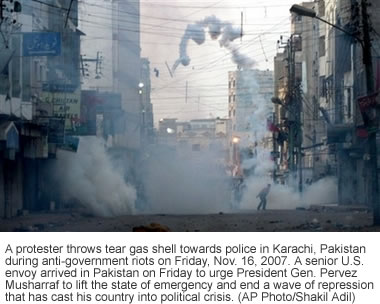 A protester throws tear gas shell towards police in Karachi, Pakistan
during anti-government riots on Friday, Nov. 16, 2007. A senior U.S.
envoy arrived in Pakistan on Friday to urge President Gen. Pervez
Musharraf to lift the state of emergency and end a wave of repression
that has cast his country into political crisis. (AP Photo/Shakil Adil)